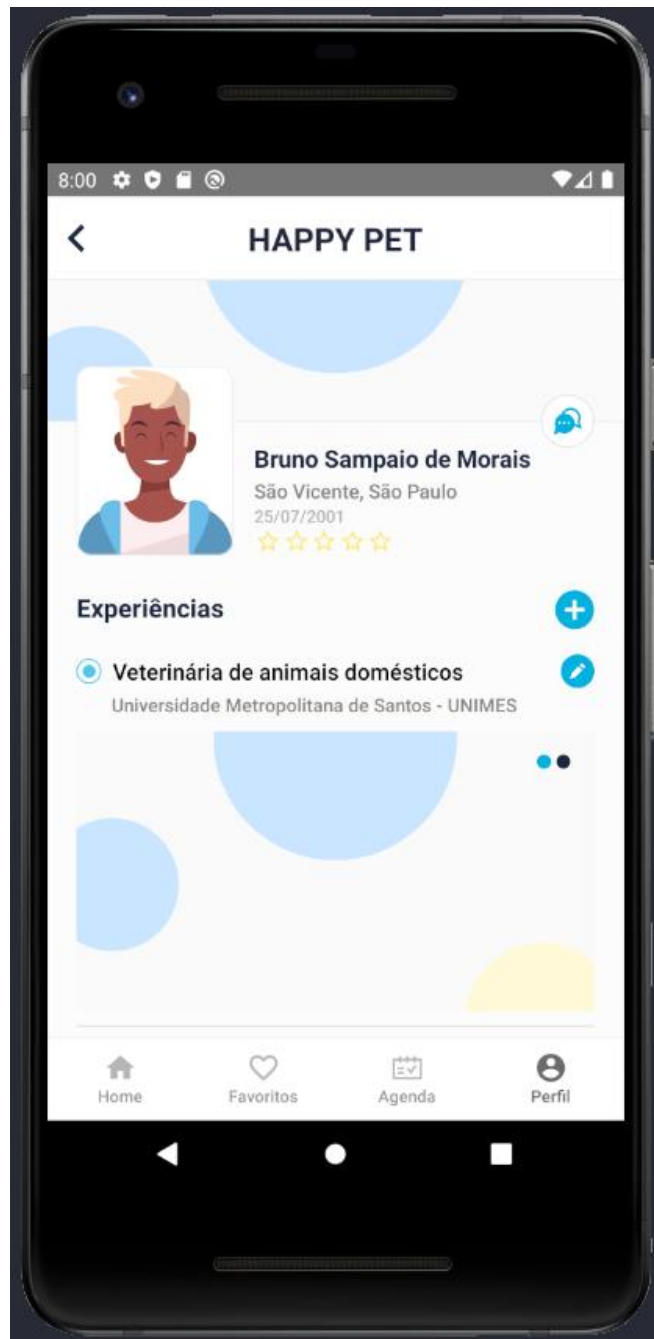 8:00
HAPPY PET
Bruno Sampaio de Morais
São Vicente, São Paulo
25/07/2001
Experiências
Veterinária de animais domésticos
Universidade Metropolitana de Santos - UNIMES
Home Favoritos Agenda Perfil